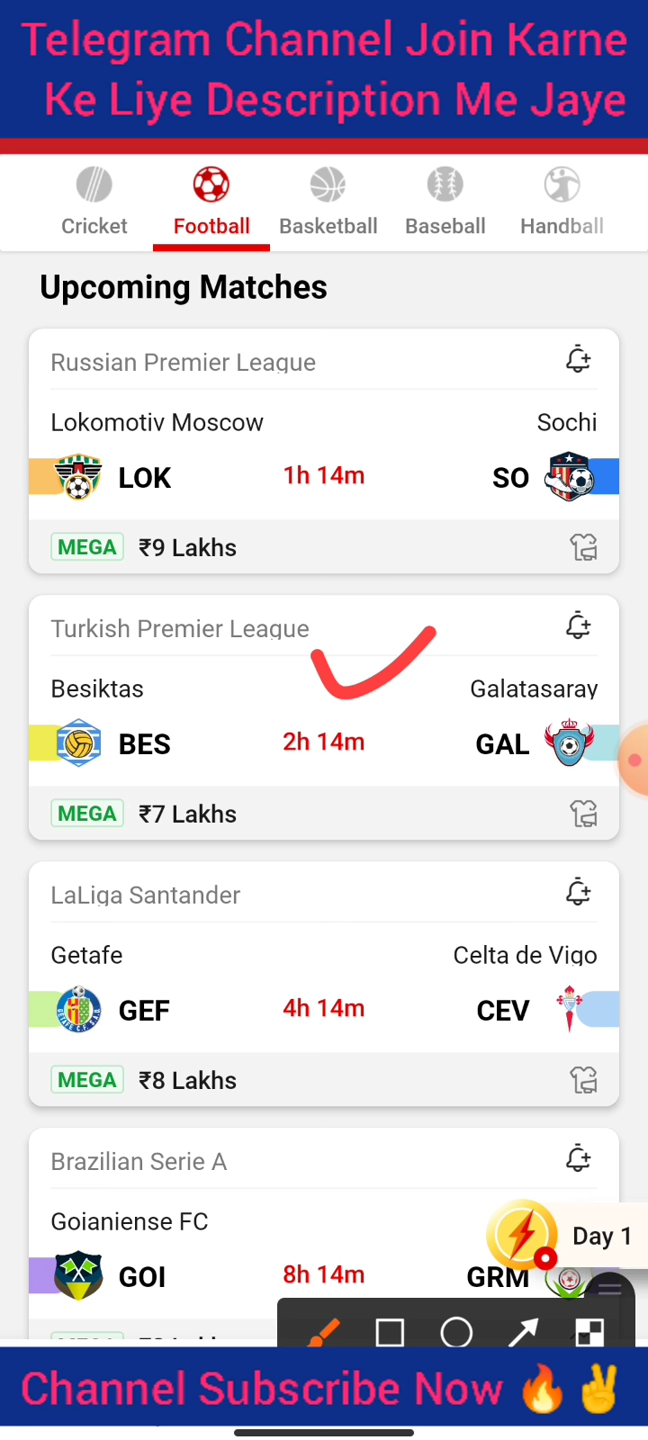 Telegram Channel Join Karne
Ke Liye Description Me Jaye
Cricket Football Basketball Baseball Handball
Upcoming Matches
Russian Premier League
Lokomotiv Moscow Sochi
LOK 1h 14m SO
MEGA ₹9 Lakhs
Turkish Premier League
Besiktas Galatasaray
BES 2h 14m GAL
MEGA ₹7 Lakhs
LaLiga Santander
Getafe Celta de Vigo
GEF 4h 14m CEV
MEGA ₹8 Lakhs
Brazilian Serie A
Goianiense FC
Day 1
GOI 8h 14m GRM
Channel Subscribe Now 🔥✌